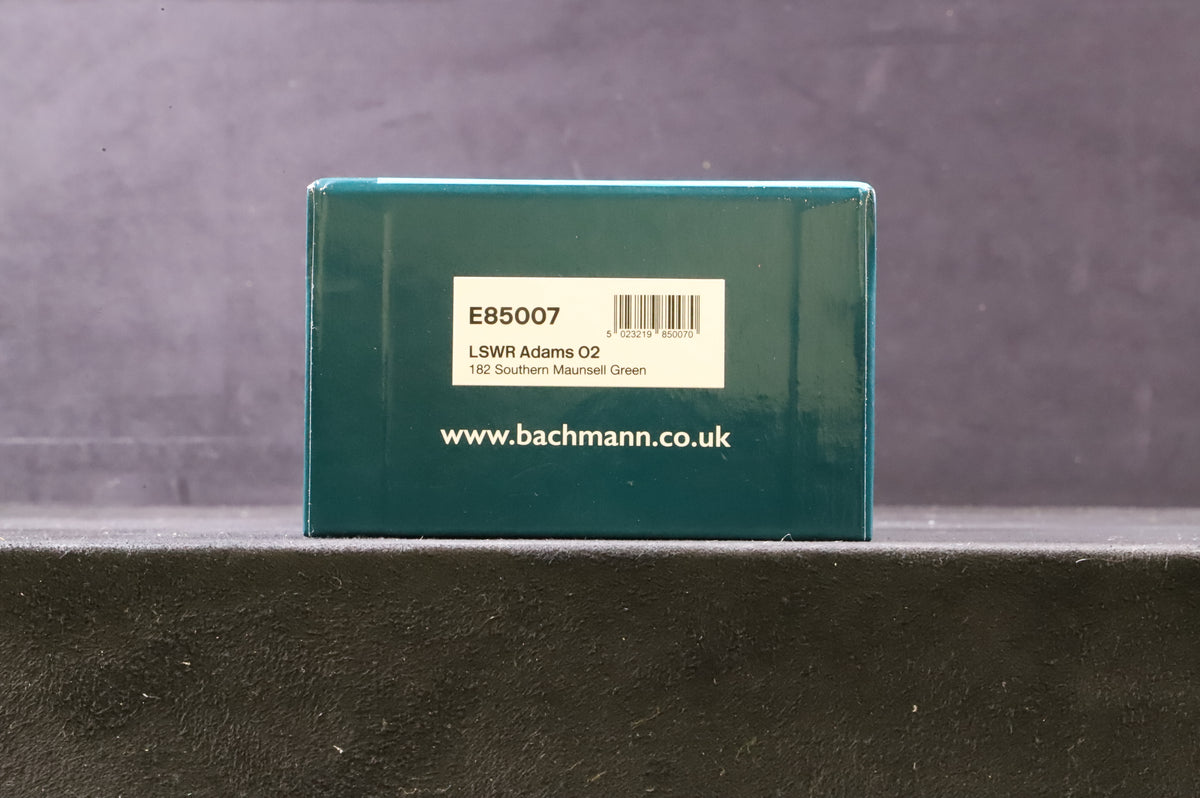 E85007
5 023219 850070
LSWR Adams O2
182 Southern Maunsell Green
www.bachmann.co.uk